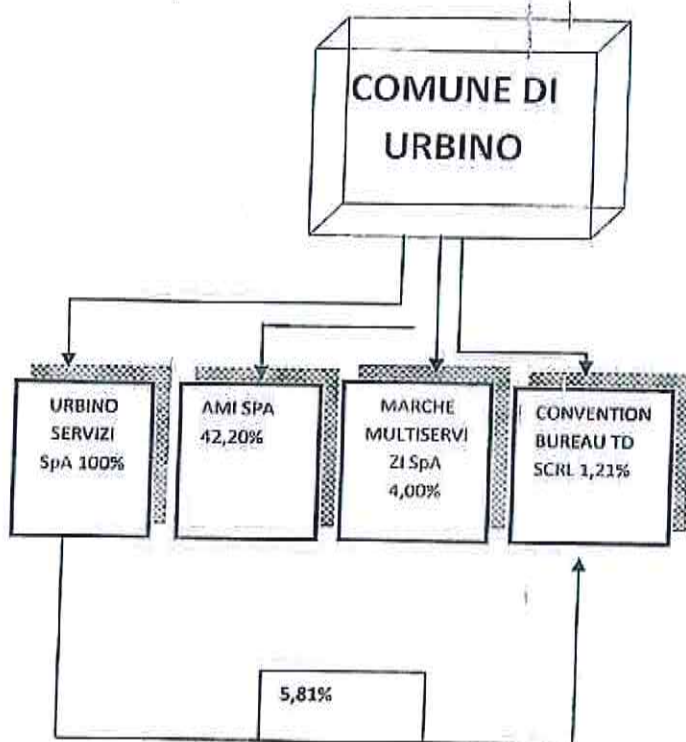 COMUNE DI
URBINO
URBINO
SERVIZI
SpA 100%
AMI SPA
42,20%
MARCHE
MULTISERVI
ZI SpA
4,00%
CONVENTION
BUREAU TD
SCRL 1,21%
5,81%